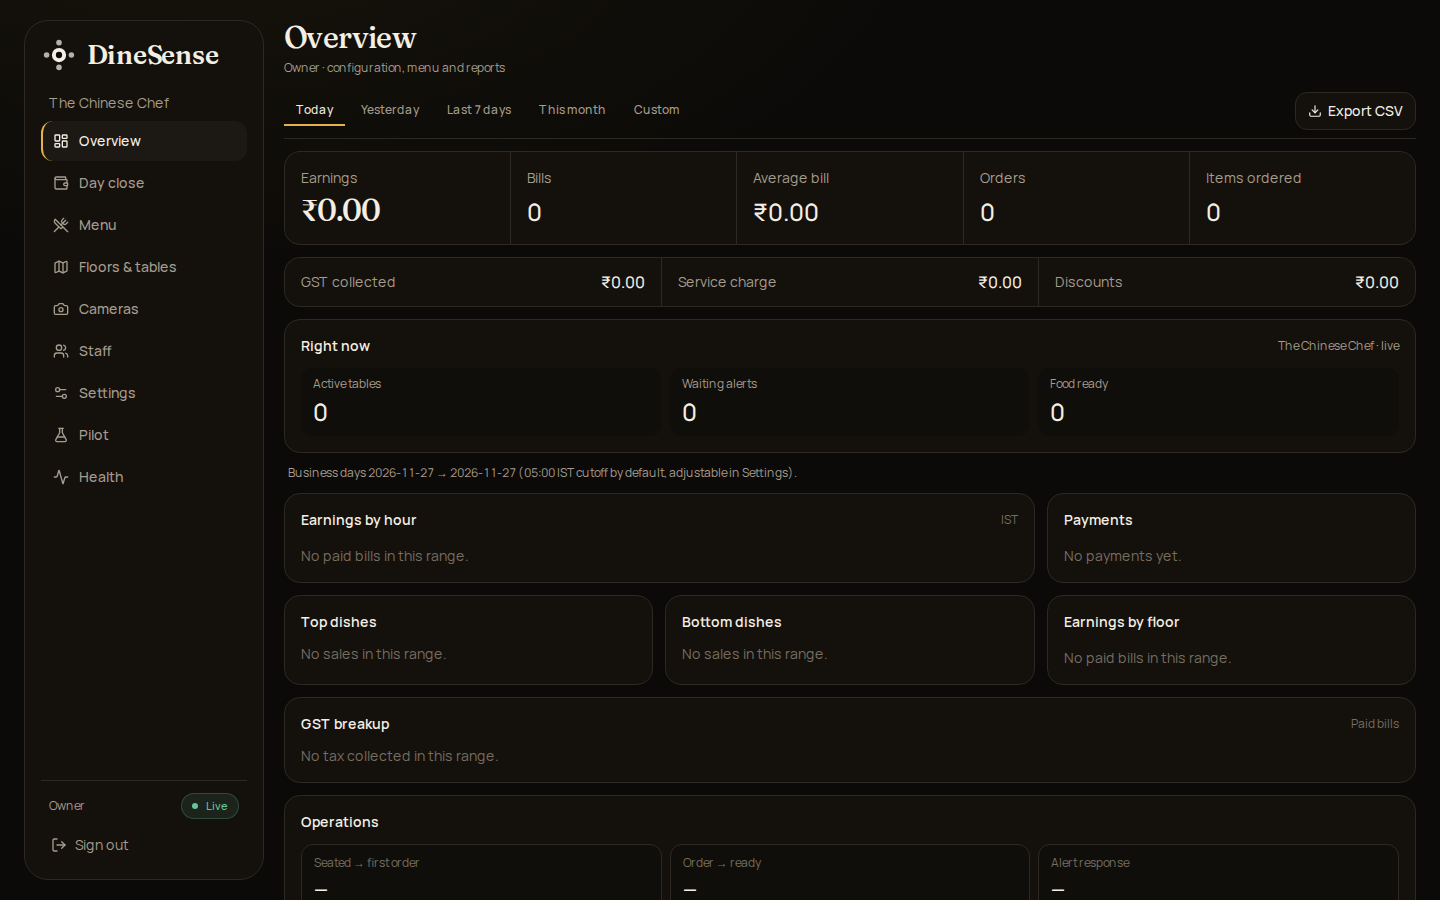 DineSense
The Chinese Chef
Overview
Day close
Menu
Floors & tables
Cameras
Staff
Settings
Pilot
Health
Owner
Live
Sign out
Overview
Owner · configuration, menu and reports
Today Yesterday Last 7 days This month Custom
Export CSV
Earnings Bills Average bill Orders Items ordered
₹0.00 0 ₹0.00 0 0
GST collected ₹0.00 Service charge ₹0.00 Discounts ₹0.00
Right now The Chinese Chef · live
Active tables Waiting alerts Food ready
0 0 0
Business days 2026-11-27 → 2026-11-27 (05:00 IST cutoff by default, adjustable in Settings).
Earnings by hour IST Payments
No paid bills in this range. No payments yet.
Top dishes Bottom dishes Earnings by floor
No sales in this range. No sales in this range. No paid bills in this range.
GST breakup Paid bills
No tax collected in this range.
Operations
Seated → first order Order → ready Alert response
– – –